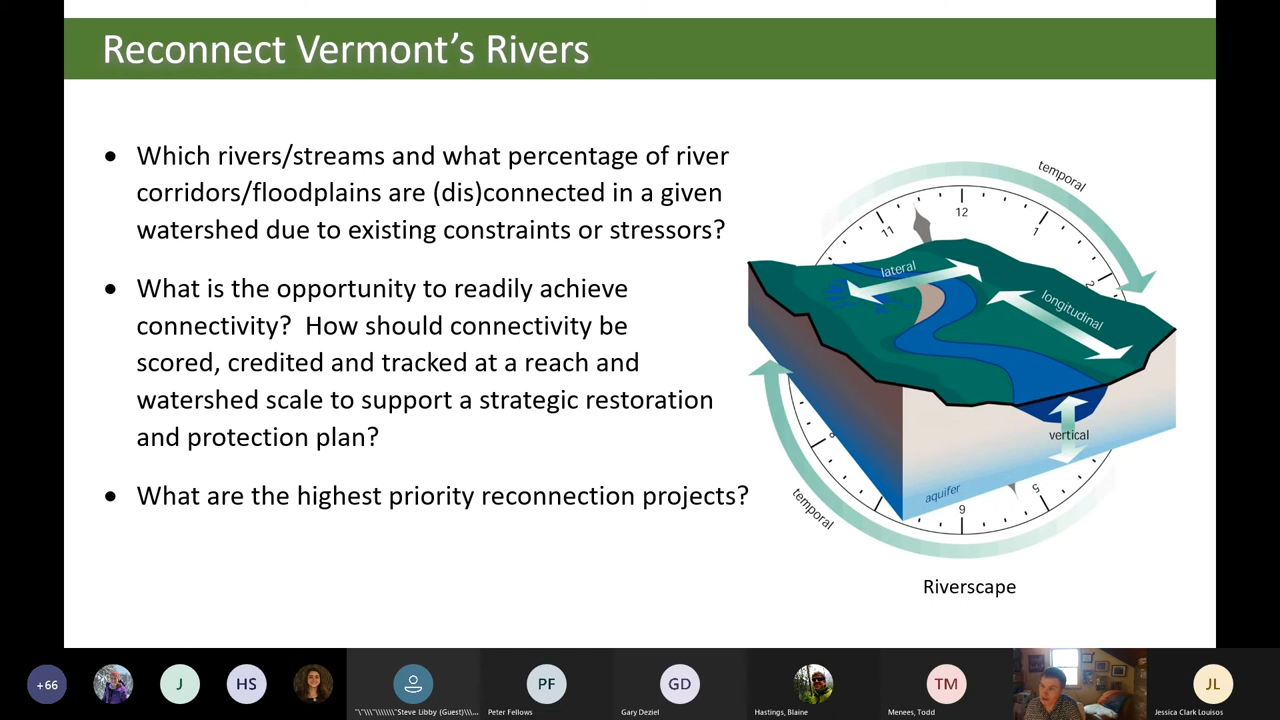 Reconnect Vermont's Rivers
• Which rivers/streams and what percentage of river
corridors/floodplains are (dis)connected in a given
watershed due to existing constraints or stressors?
• What is the opportunity to readily achieve
connectivity?  How should connectivity be
scored, credited and tracked at a reach and
watershed scale to support a strategic restoration
and protection plan?
• What are the highest priority reconnection projects?
temporal
12
11
1
2
lateral
longitudinal
vertical
aquifer
5
6
temporal
Riverscape
+66
J
HS
PF
GD
TM
JL
"\"\\\"\\\\\\\"Steve Libby (Guest)\\\...
Peter Fellows
Gary Deziel
Hastings, Blaine
Menees, Todd
Jessica Clark Louisos